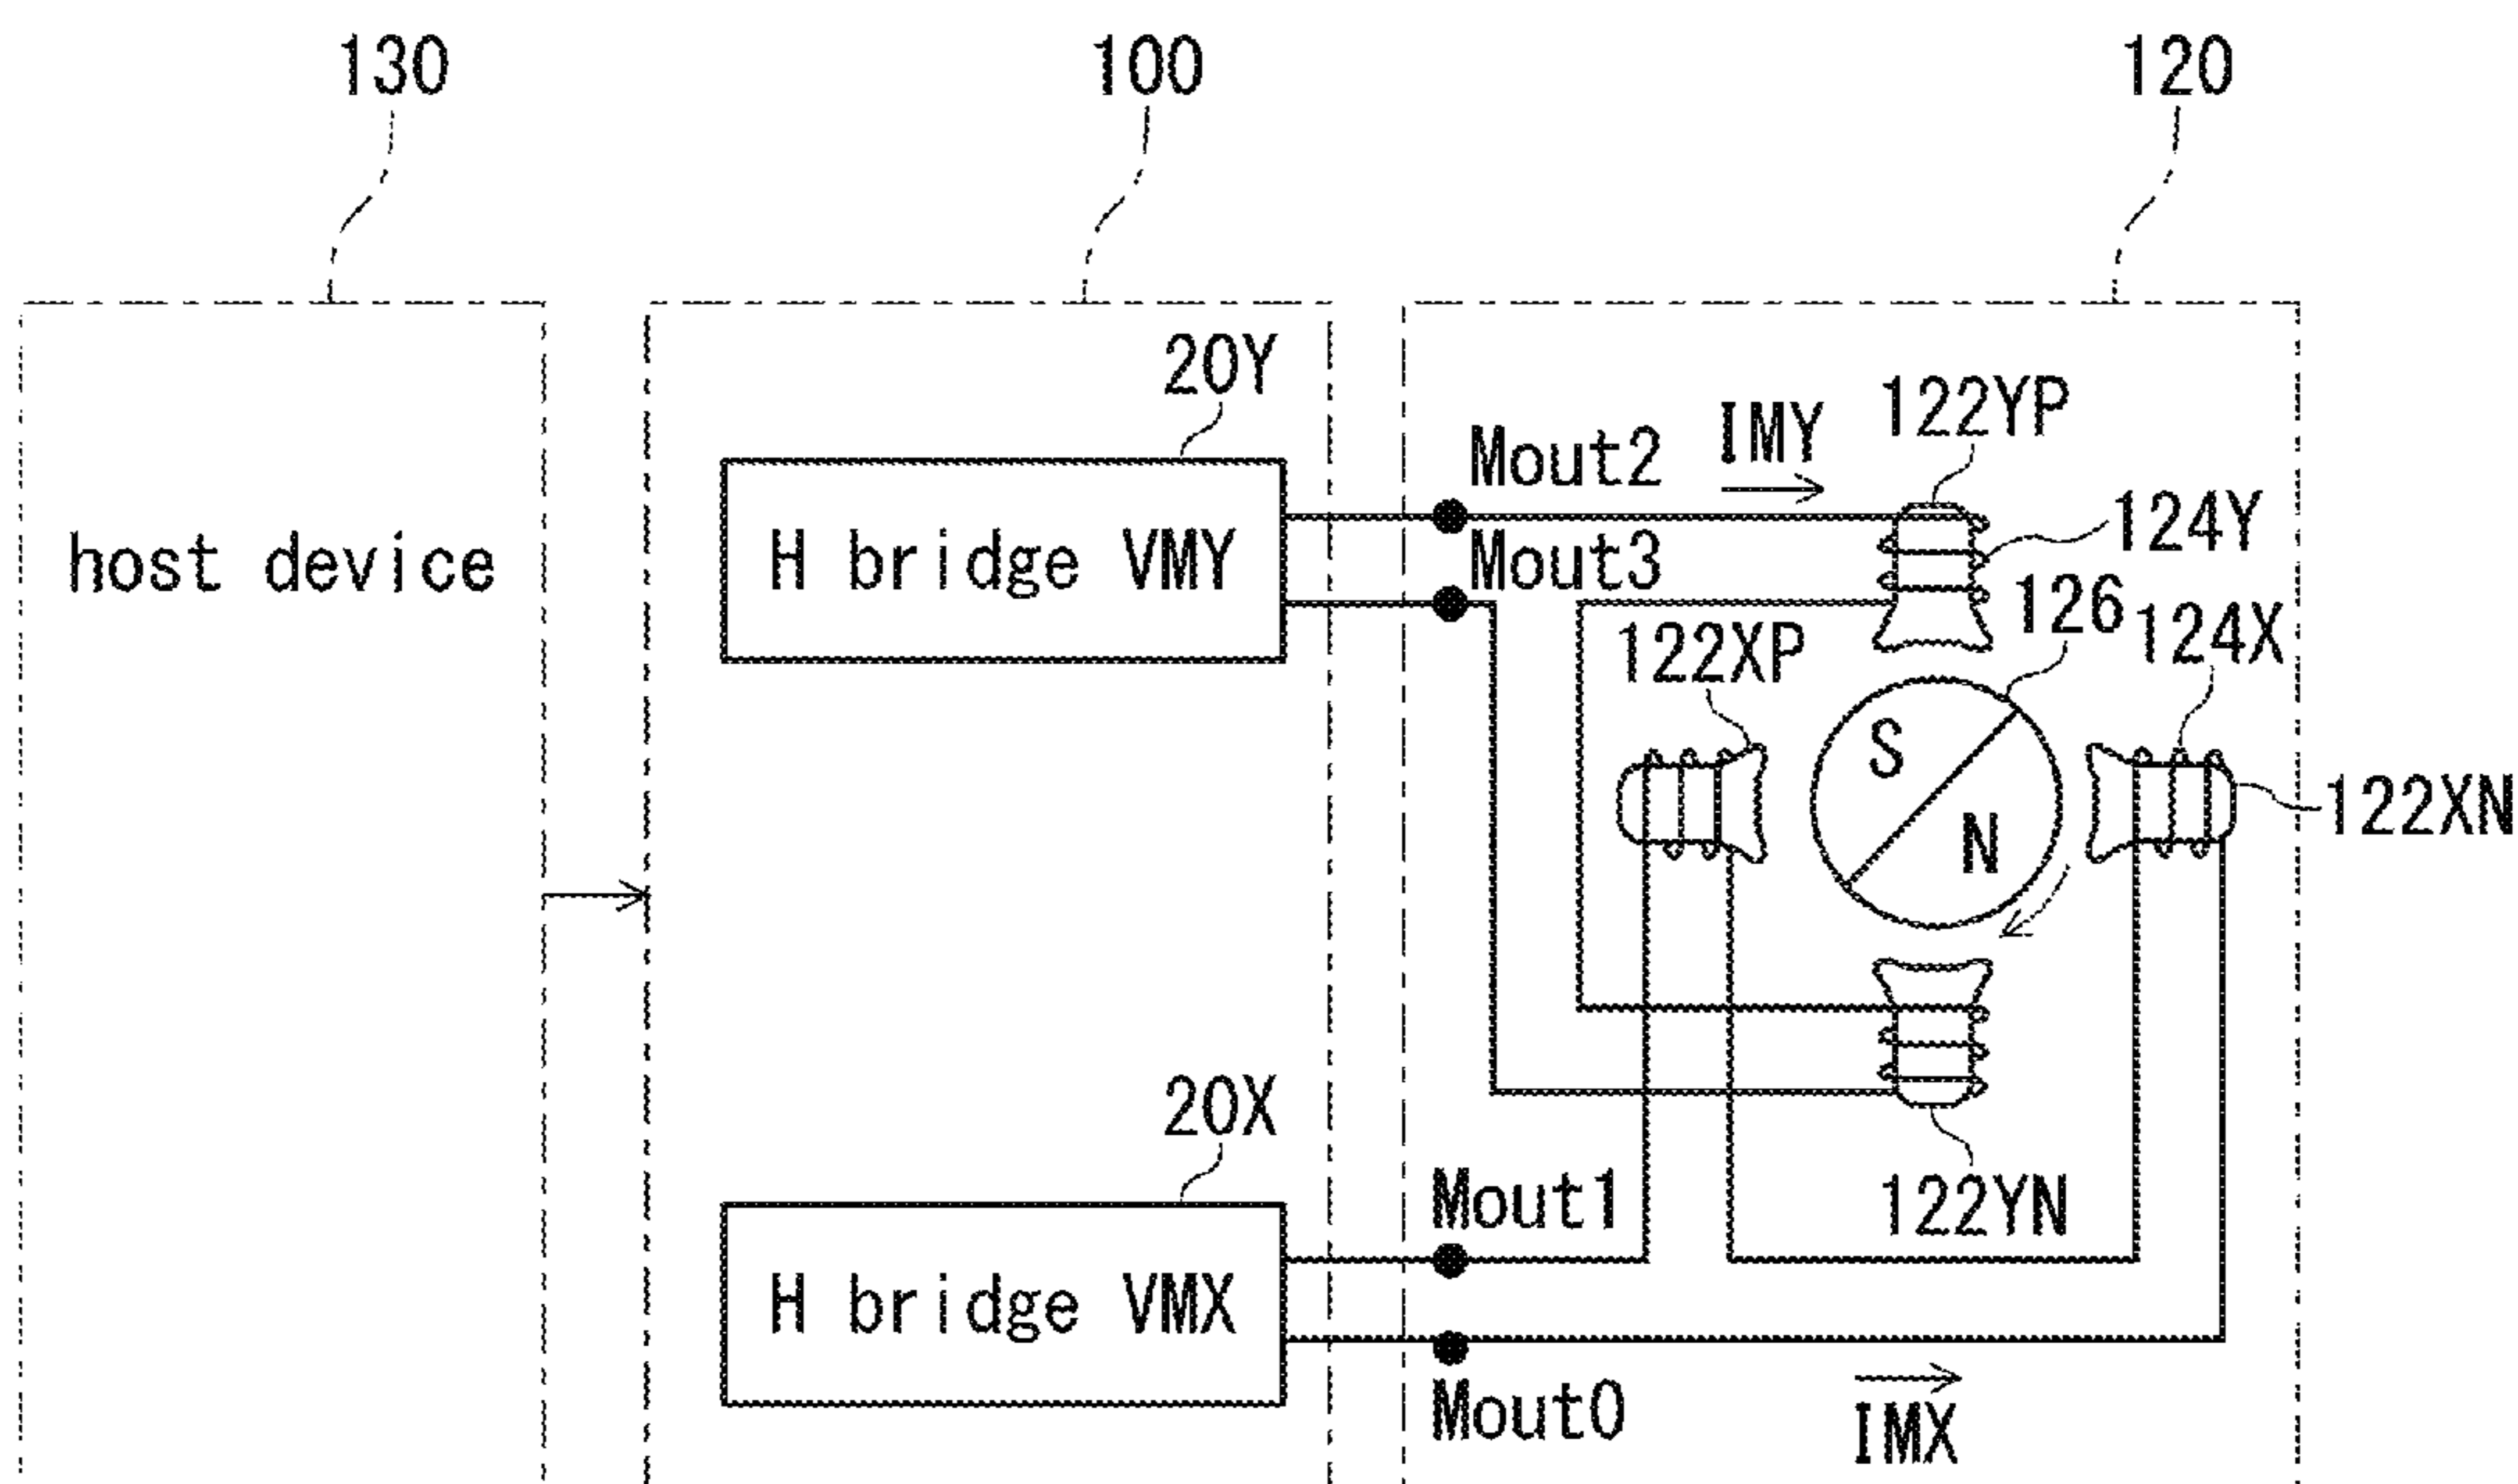 130
100
120
20Y
122YP
Mout2
IMY
124Y
host device
H bridge VMY
Mout3
126
124X
122XP
S
N
122XN
20X
Mout1
122YN
H bridge VMX
Mout0
IMX